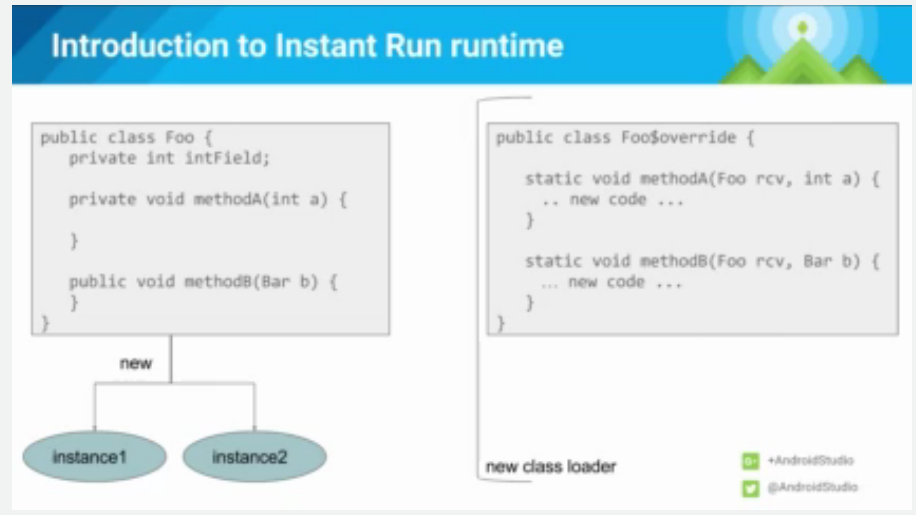 Introduction to Instant Run runtime
public class Foo {
private int intField;
private void methodA(int a) {
}
public void methodB(Bar b) {
}
}
new
instance1
instance2
public class Foo$override {
static void methodA(Foo rcv, int a) {
.. new code ...
}
static void methodB(Foo rcv, Bar b) {
... new code ...
}
}
new class loader
G+ +AndroidStudio
@AndroidStudio